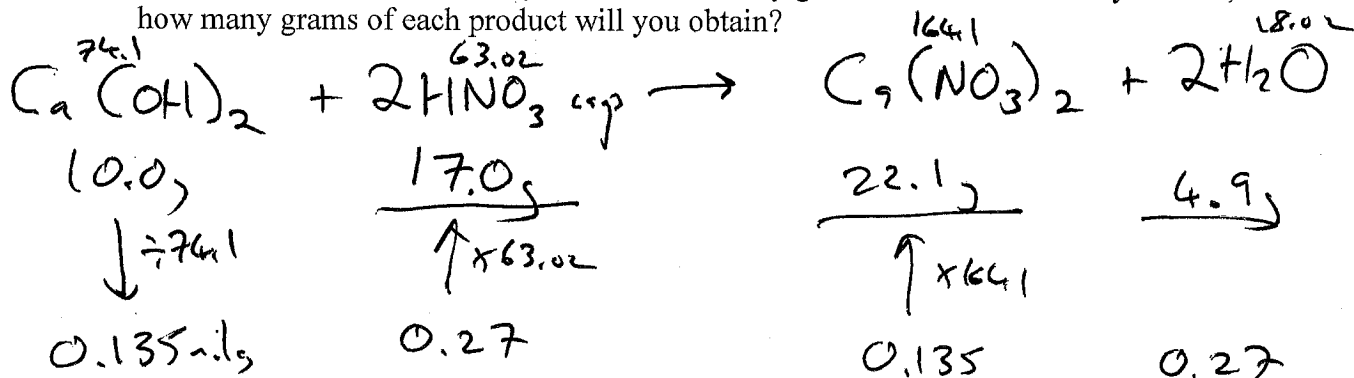 how many grams of each product will you obtain?
74.1 63.02 164.1 18.02
Ca(OH)2 + 2HNO3 (aq) → Ca(NO3)2 + 2H2O
10.0g 17.0g 22.1g 4.9g
↓ ÷74.1 ↑ ×63.02 ↑ ×164.1
0.135 mols 0.27 0.135 0.27